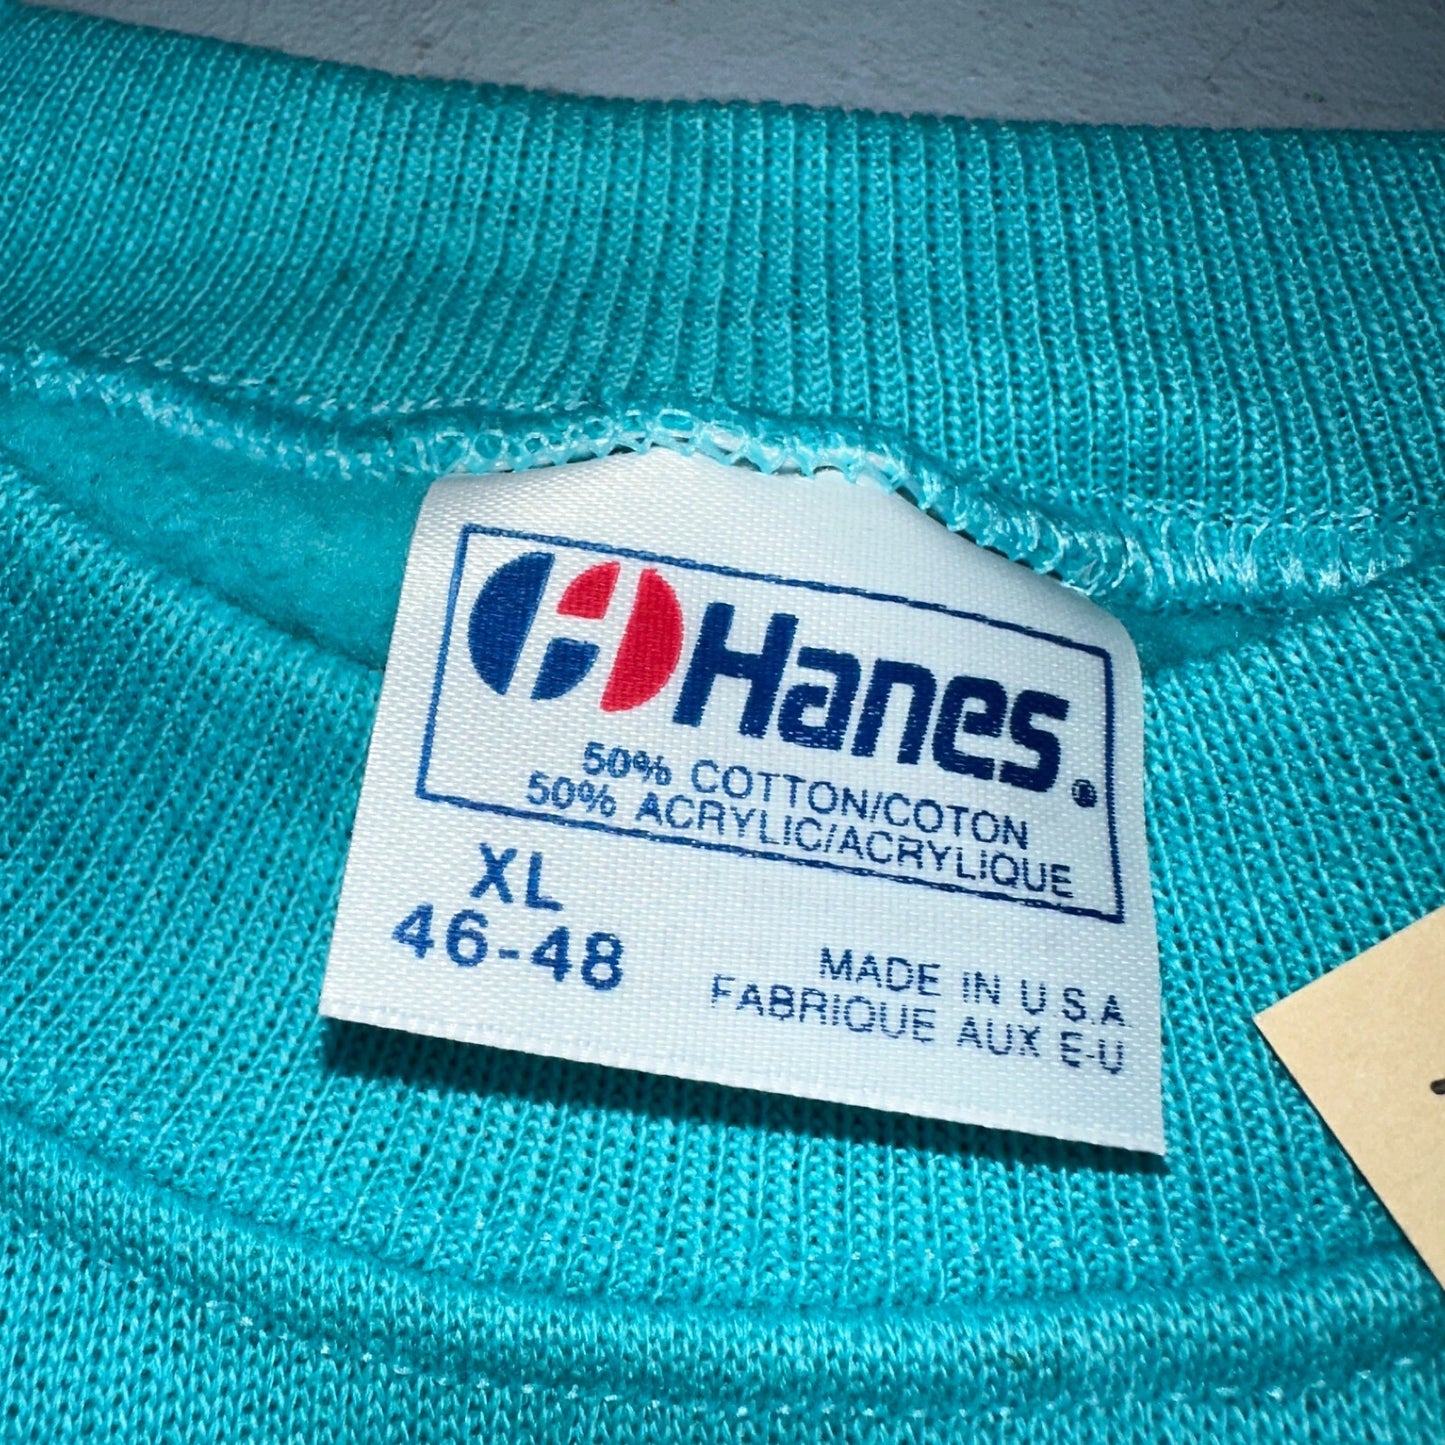 Hanes®
50% COTTON/COTON
50% ACRYLIC/ACRYLIQUE
XL
46-48
MADE IN U.S.A
FABRIQUE AUX E-U